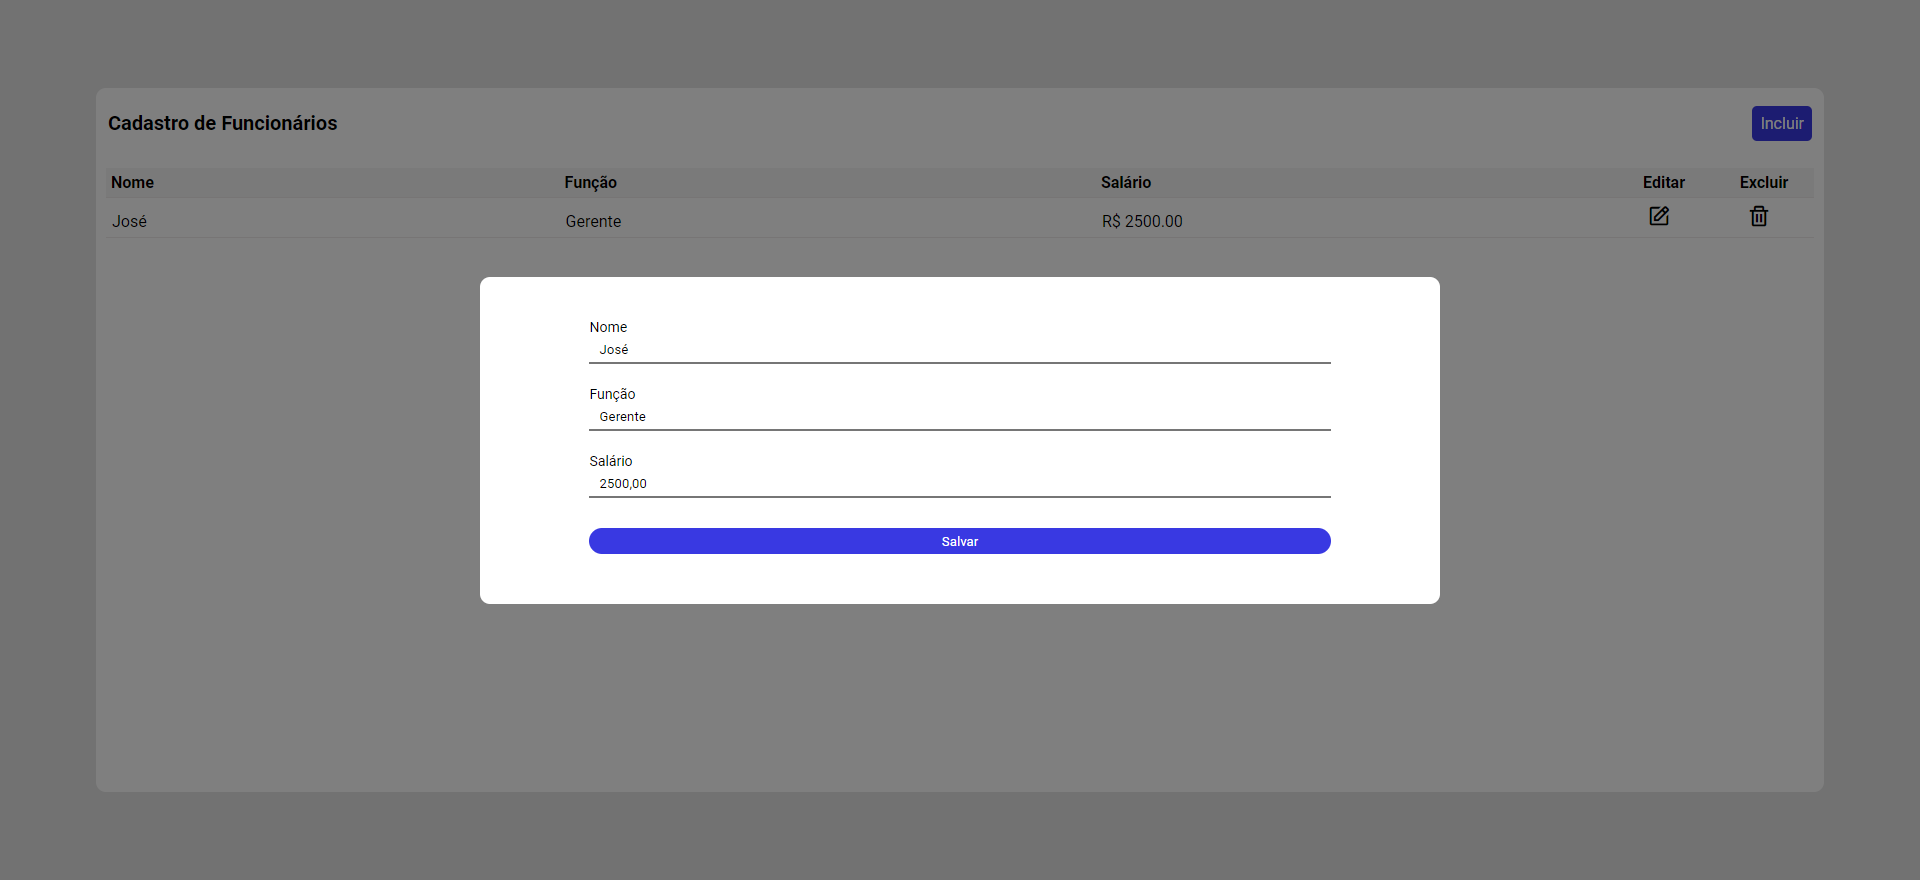 Cadastro de Funcionários
Incluir
Nome Função Salário Editar Excluir
José Gerente R$ 2500.00
Nome
José
Função
Gerente
Salário
2500,00
Salvar